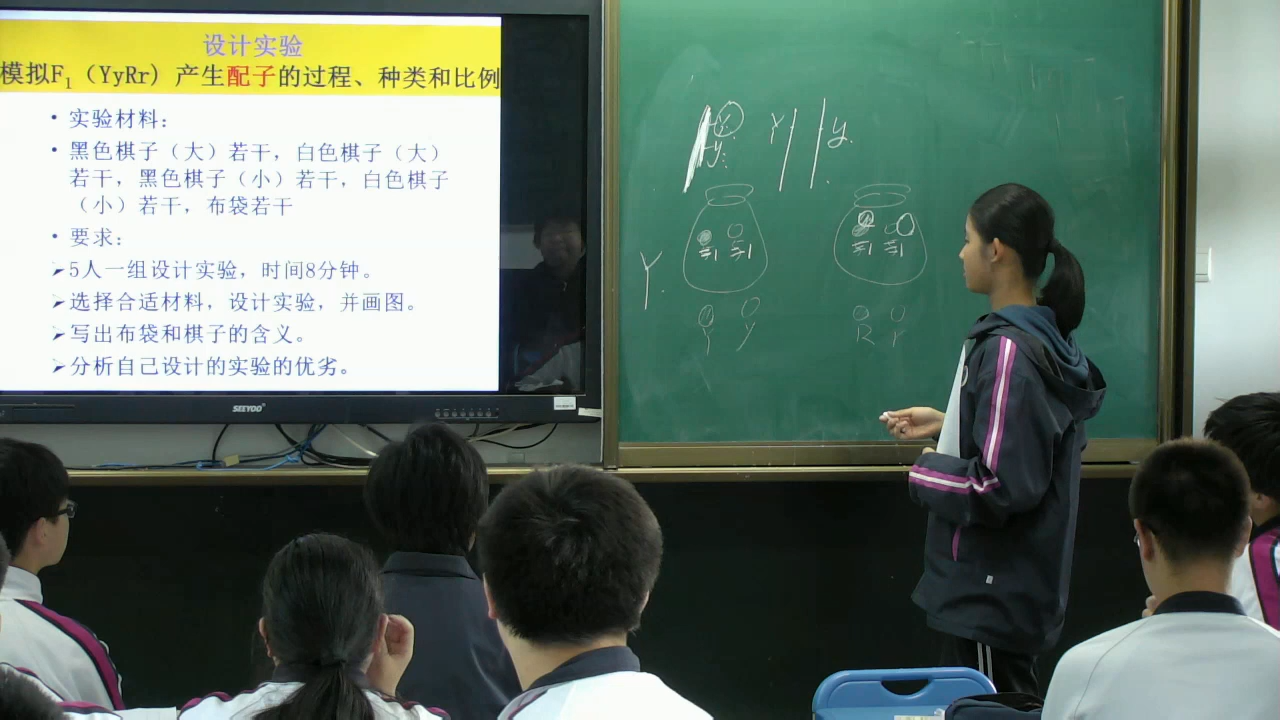 设计实验
模拟F1（YyRr）产生配子的过程、种类和比例
• 实验材料：
• 黑色棋子（大）若干，白色棋子（大）
若干，黑色棋子（小）若干，白色棋子
（小）若干，布袋若干
• 要求：
➢5人一组设计实验，时间8分钟。
➢选择合适材料，设计实验，并画图。
➢写出布袋和棋子的含义。
➢分析自己设计的实验的优劣。
SEEYOO
Y
y
Y y
Y
Y y
R r